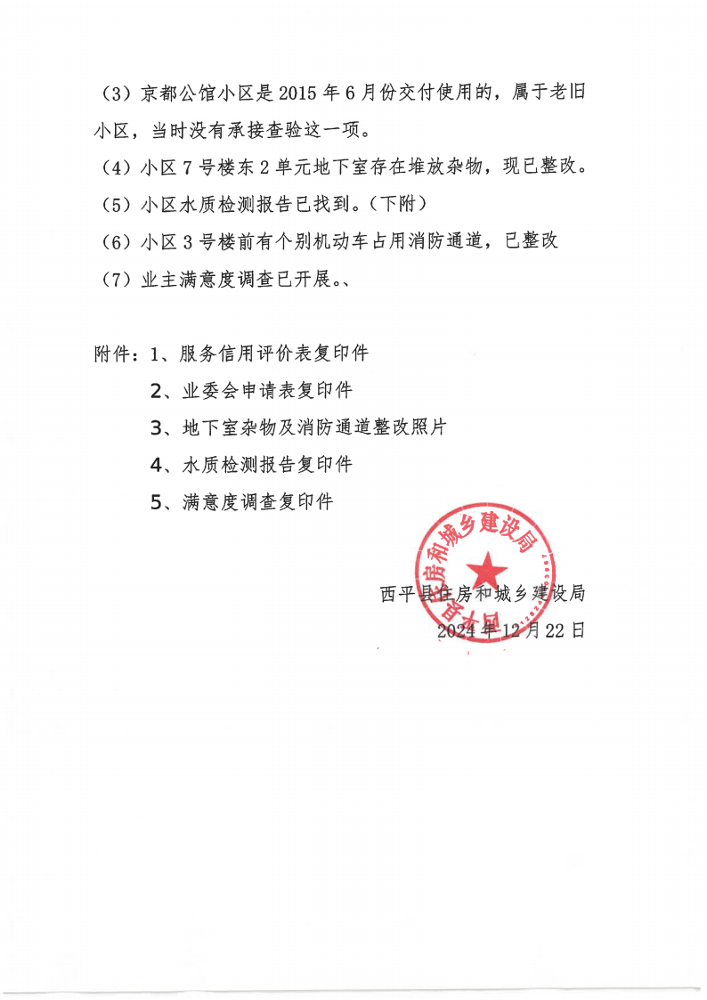 （3）京都公馆小区是 2015 年 6 月份交付使用的，属于老旧
小区，当时没有承接查验这一项。
（4）小区 7 号楼东 2 单元地下室存在堆放杂物，现已整改。
（5）小区水质检测报告已找到。（下附）
（6）小区 3 号楼前有个别机动车占用消防通道，已整改
（7）业主满意度调查已开展。、
附件：1、服务信用评价表复印件
2、业委会申请表复印件
3、地下室杂物及消防通道整改照片
4、水质检测报告复印件
5、满意度调查复印件
西平县住房和城乡建设局
西平县住房和城乡建设局
2024 年 12 月 22 日